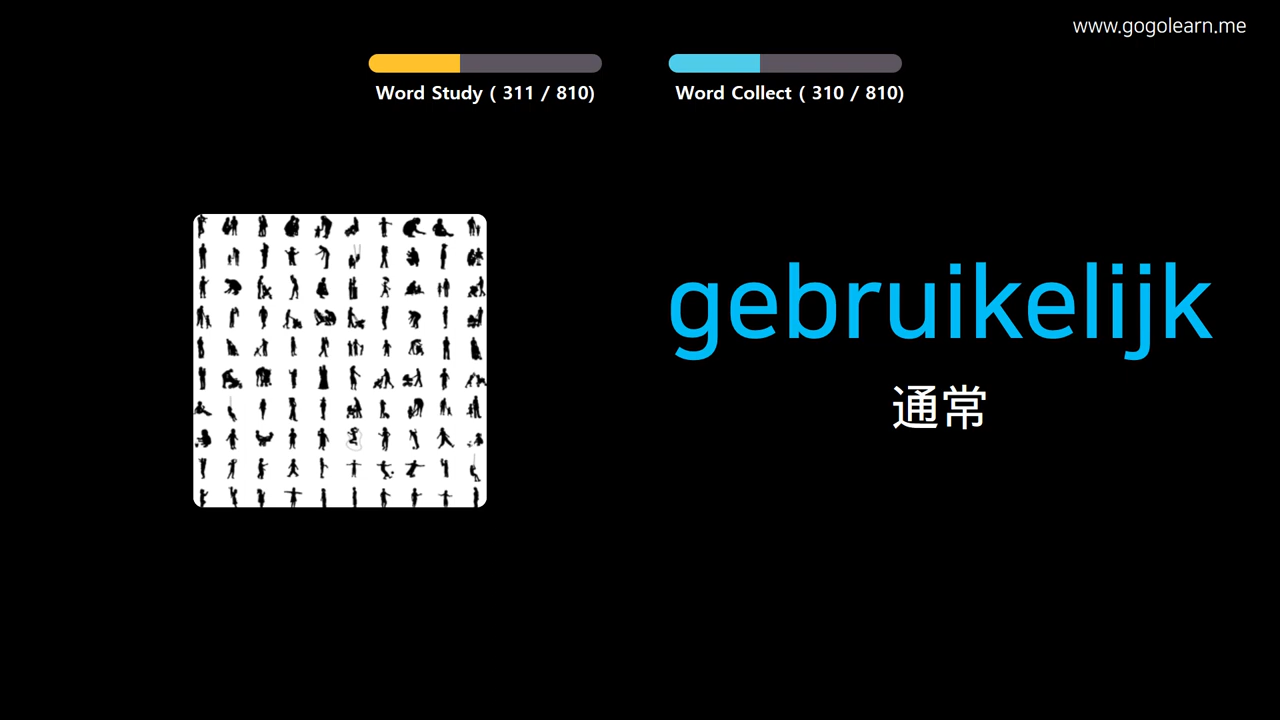 www.gogolearn.me
Word Study ( 311 / 810)
Word Collect ( 310 / 810)
gebruikelijk
通常